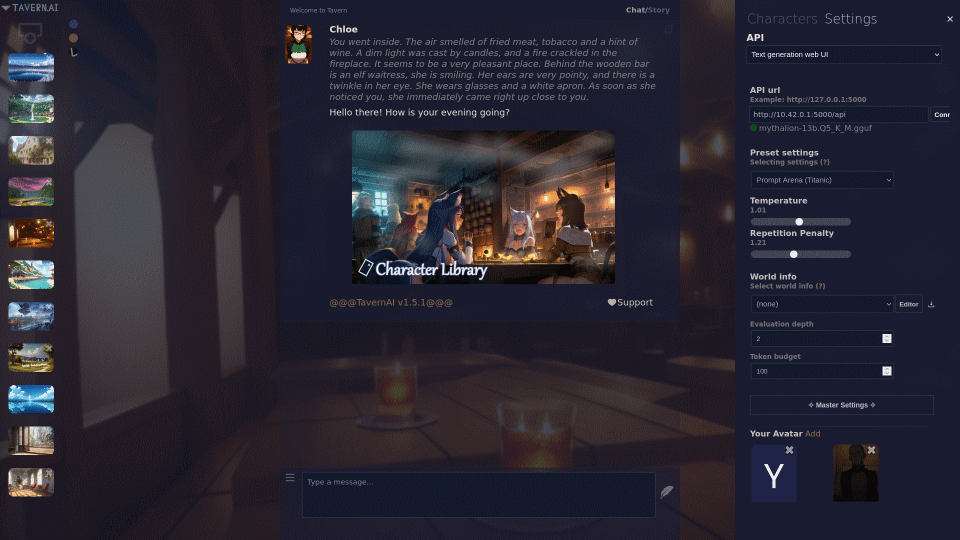 TAVERN.AI
Welcome to Tavern
Chat/Story
Chloe
You went inside. The air smelled of fried meat, tobacco and a hint of
wine. A dim light was cast by candles, and a fire crackled in the
fireplace. It seems to be a very pleasant place. Behind the wooden bar
is an elf waitress, she is smiling. Her ears are very pointy, and there is a
twinkle in her eye. She wears glasses and a white apron. As soon as she
noticed you, she immediately came right up close to you.
Hello there! How is your evening going?
Character Library
@@@TavernAI v1.5.1@@@
Support
Type a message...
Characters Settings
API
Text generation web UI
API url
Example: http://127.0.0.1:5000
http://10.42.0.1:5000/api
Conr
mythalion-13b.Q5_K_M.gguf
Preset settings
Selecting settings (?)
Prompt Arena (Titanic)
Temperature
1.01
Repetition Penalty
1.21
World info
Select world info (?)
(none)
Editor
Evaluation depth
2
Token budget
100
Master Settings
Your Avatar Add
Y